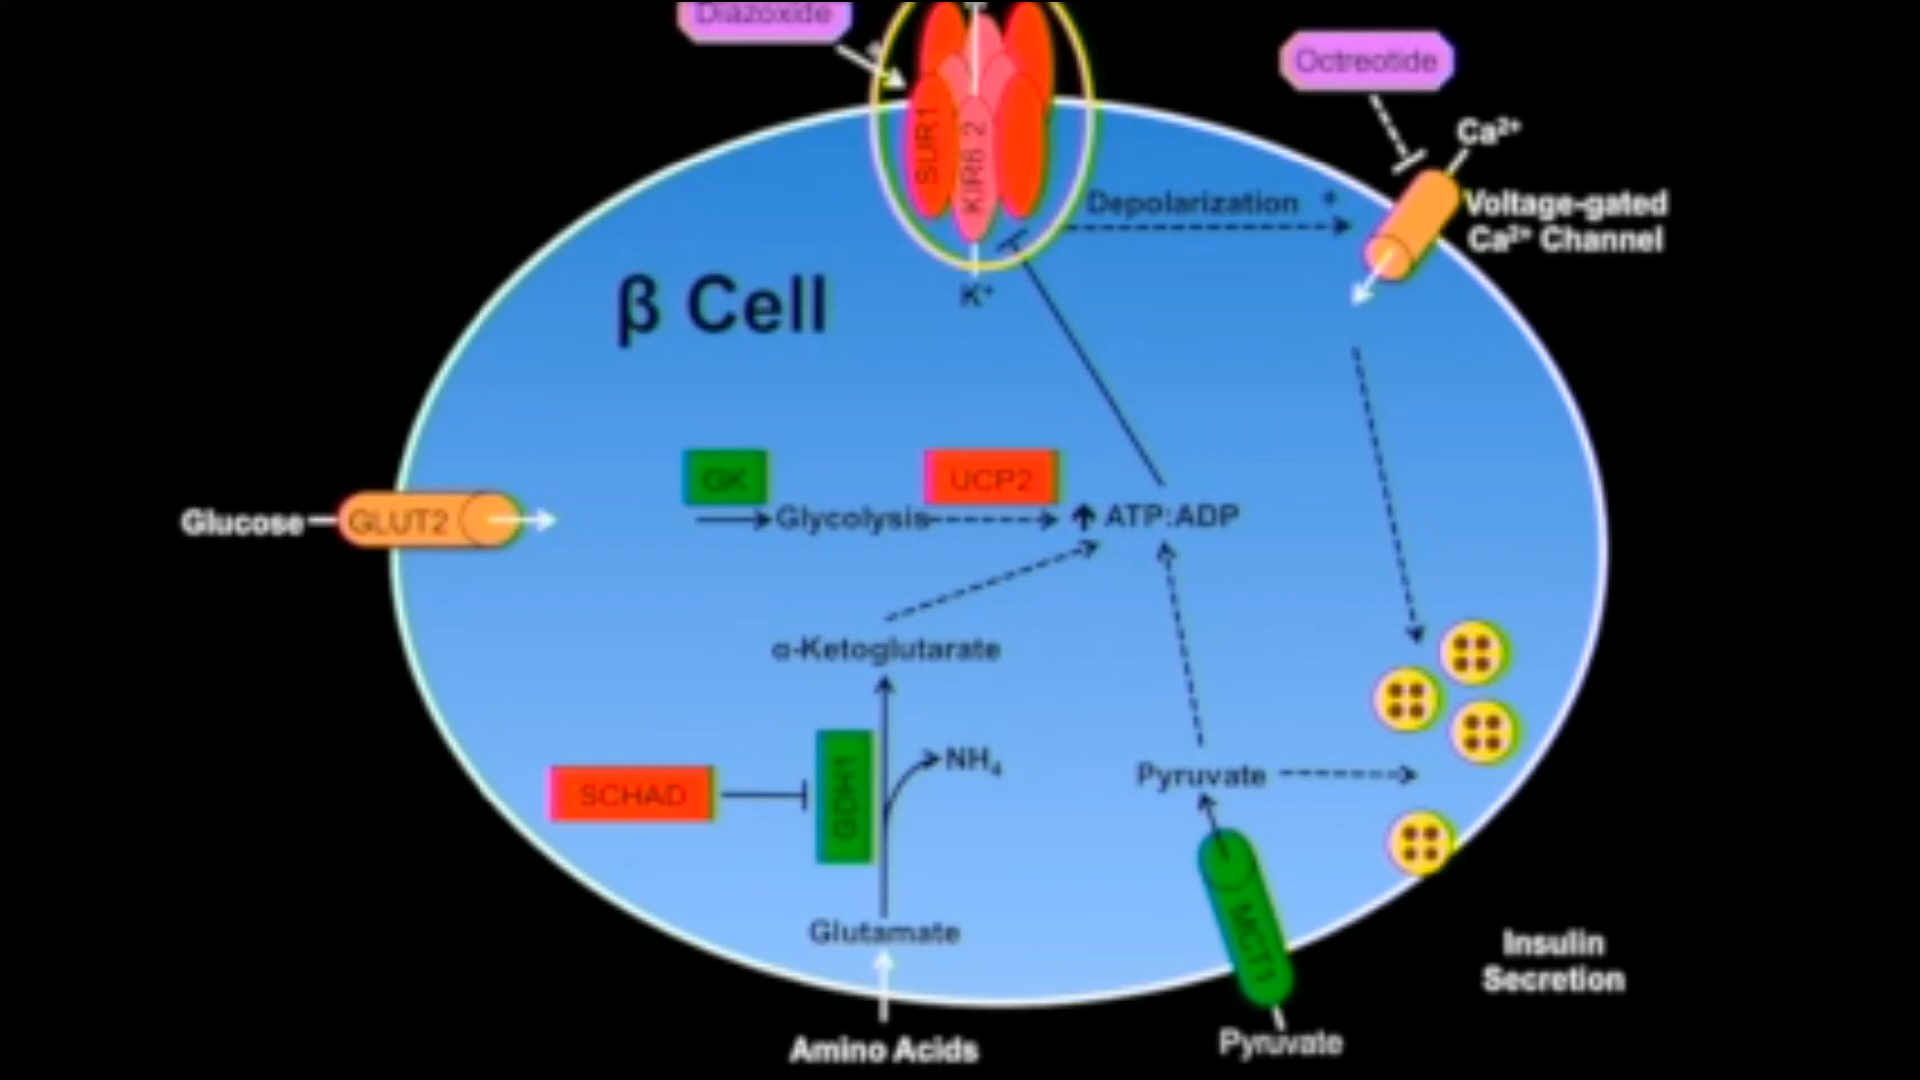 Diazoxide
+
Octreotide
Ca²⁺
SUR1
KIR6 2
Depolarization +
Voltage-gated
Ca²⁺ Channel
β Cell
K⁺
GK
UCP2
Glucose
GLUT2
Glycolysis
ATP:ADP
α-Ketoglutarate
NH₄
SCHAD
GDH1
Pyruvate
Glutamate
MCT1
Insulin
Secretion
Amino Acids
Pyruvate